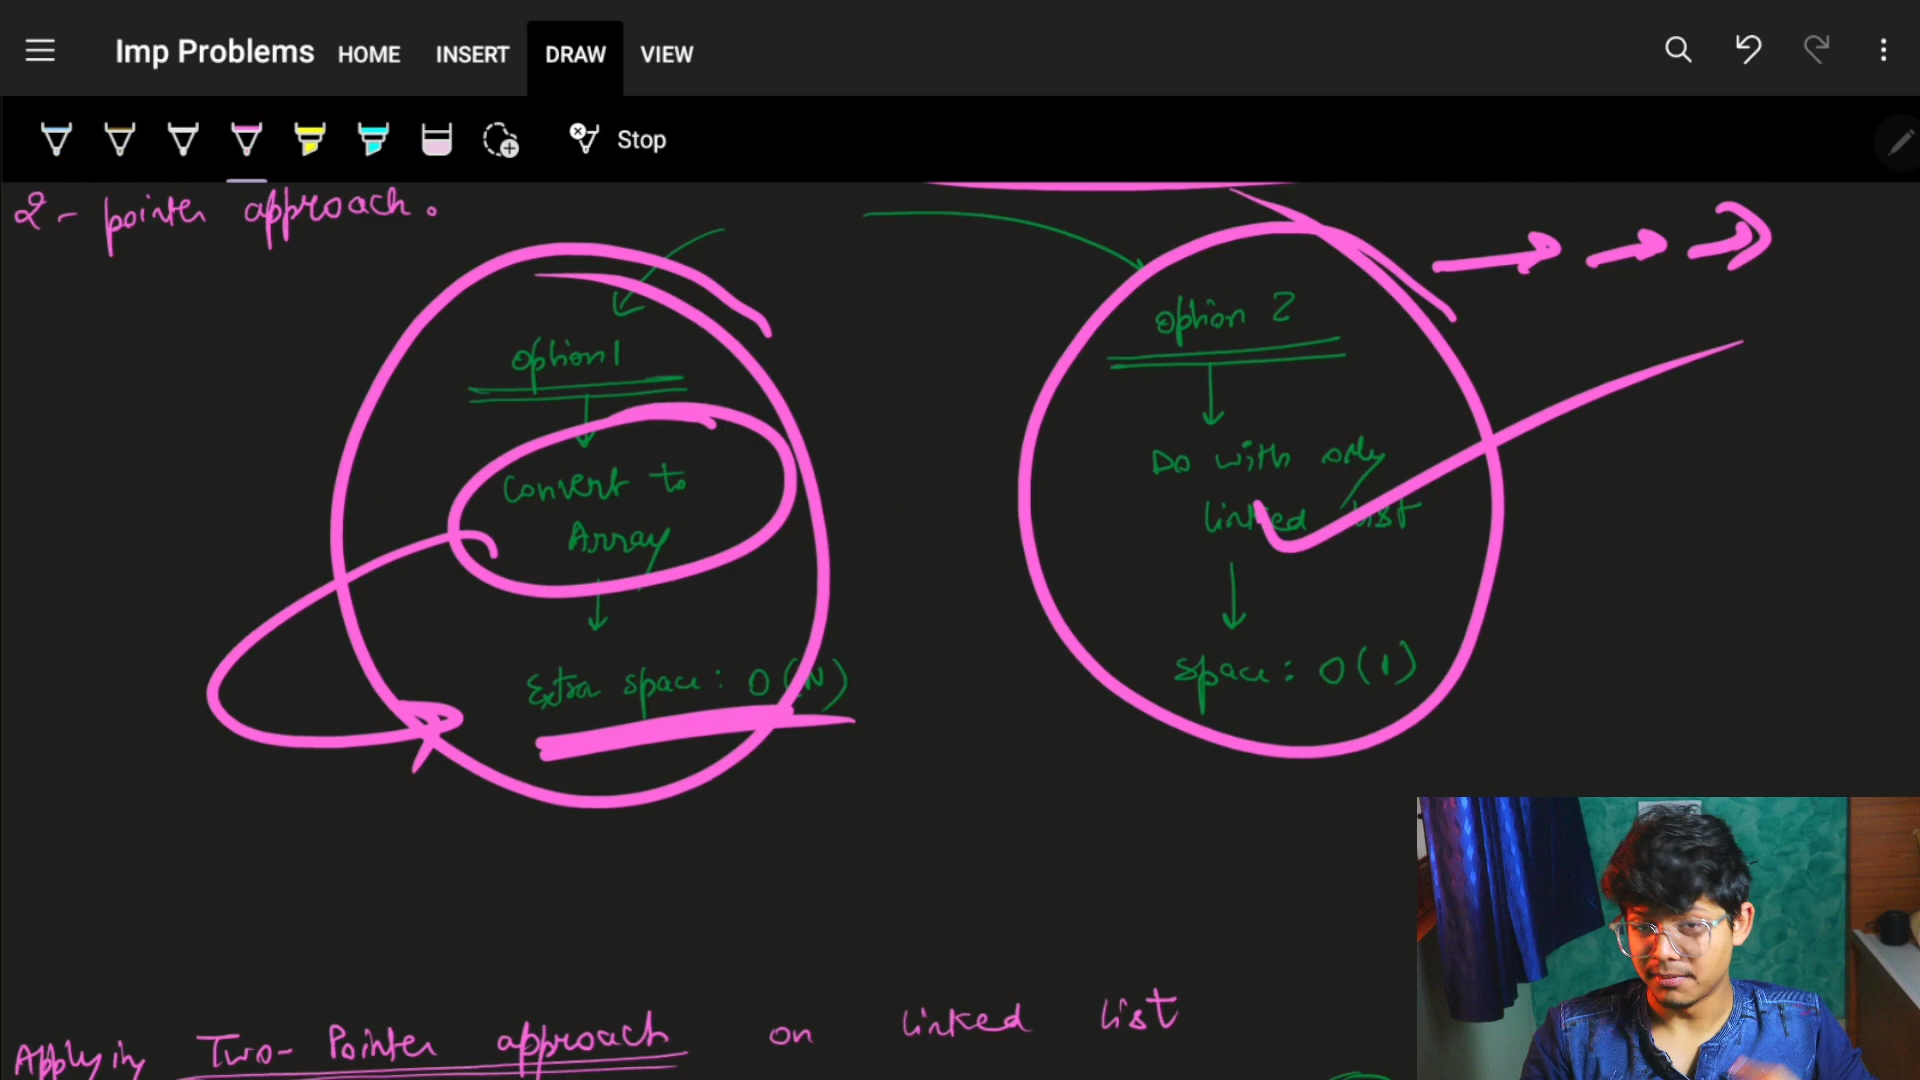 Imp Problems HOME INSERT DRAW VIEW
Stop
2- pointer approach.
Option 1
Convert to
Array
Extra space: O(N)
Option 2
Do with only
linked list
space: O(1)
Applying Two-Pointer approach on linked list